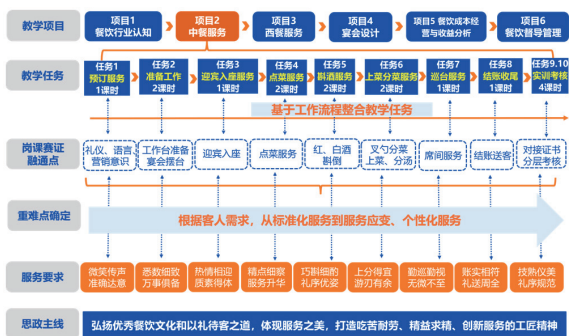 教学项目
项目1
餐饮行业认知
项目2
中餐服务
项目3
西餐服务
项目4
宴会设计
项目5 餐饮成本经
营与收益分析
项目6
餐饮督导管理
教学任务
任务1
预订服务
1课时
任务2
准备工作
2课时
任务3
迎宾入座服务
1课时
任务4
点菜服务
2课时
任务5
斟酒服务
2课时
任务6
上菜分菜服务
2课时
任务7
巡台服务
1课时
任务8
结账收尾
1课时
任务9.10
实训考核
4课时
基于工作流程整合教学任务
岗课赛证
融通点
礼仪、语言、
营销意识
工作台准备
宴会摆台
迎宾入座
点菜服务
红、白酒
斟倒
叉勺分菜
上菜、分汤
席间服务
结账送客
对接证书
分层考核
重难点确定
根据客人需求，从标准化服务到服务应变、个性化服务
服务要求
微笑传声
准确达意
悉数细致
万事俱备
热情相迎
质素得体
精点细察
服务升华
巧斟细酌
礼序优姿
上分得宜
游刃有余
勤巡勤视
无微不至
账实相符
礼送周全
技熟仪美
礼序规范
思政主线
弘扬优秀餐饮文化和以礼待客之道，体现服务之美，打造吃苦耐劳、精益求精、创新服务的工匠精神